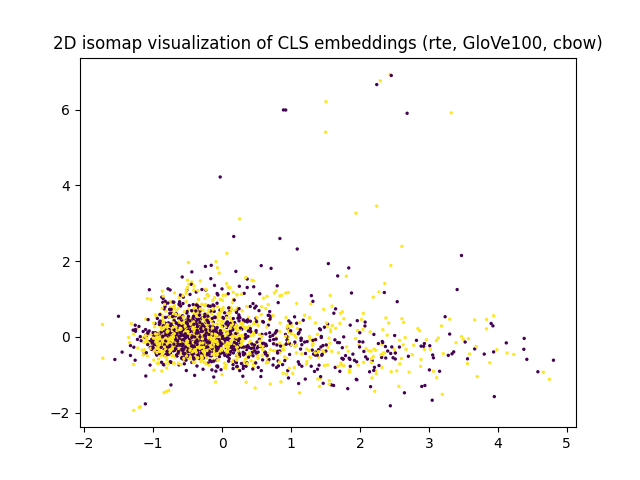 2D isomap visualization of CLS embeddings (rte, GloVe100, cbow)
6
4
2
0
−2
−2 −1 0 1 2 3 4 5